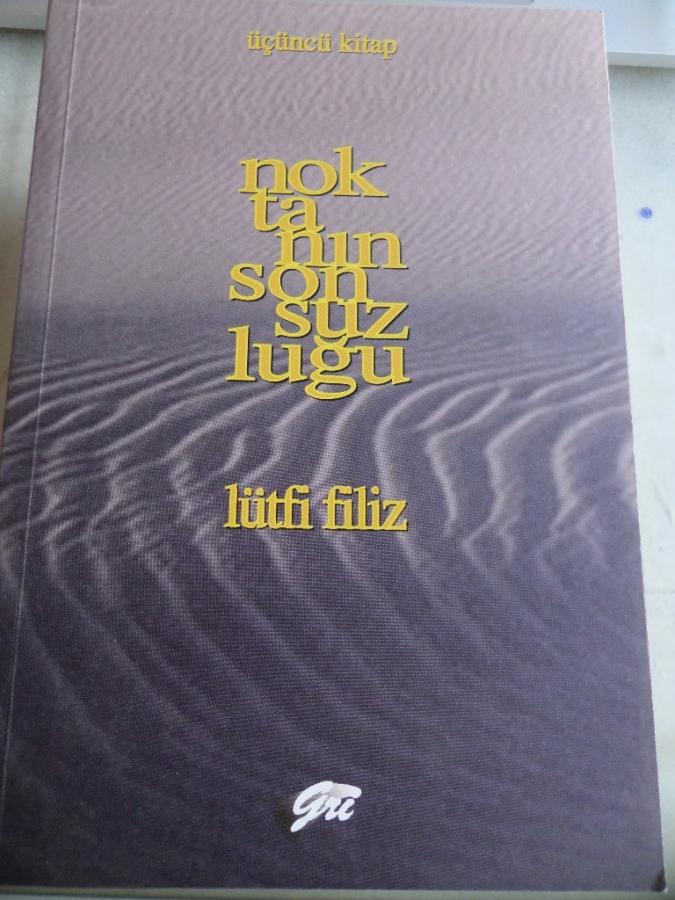 üçüncü kitap
nok
ta
nın
son
suz
lugu
lütfi filiz
gri